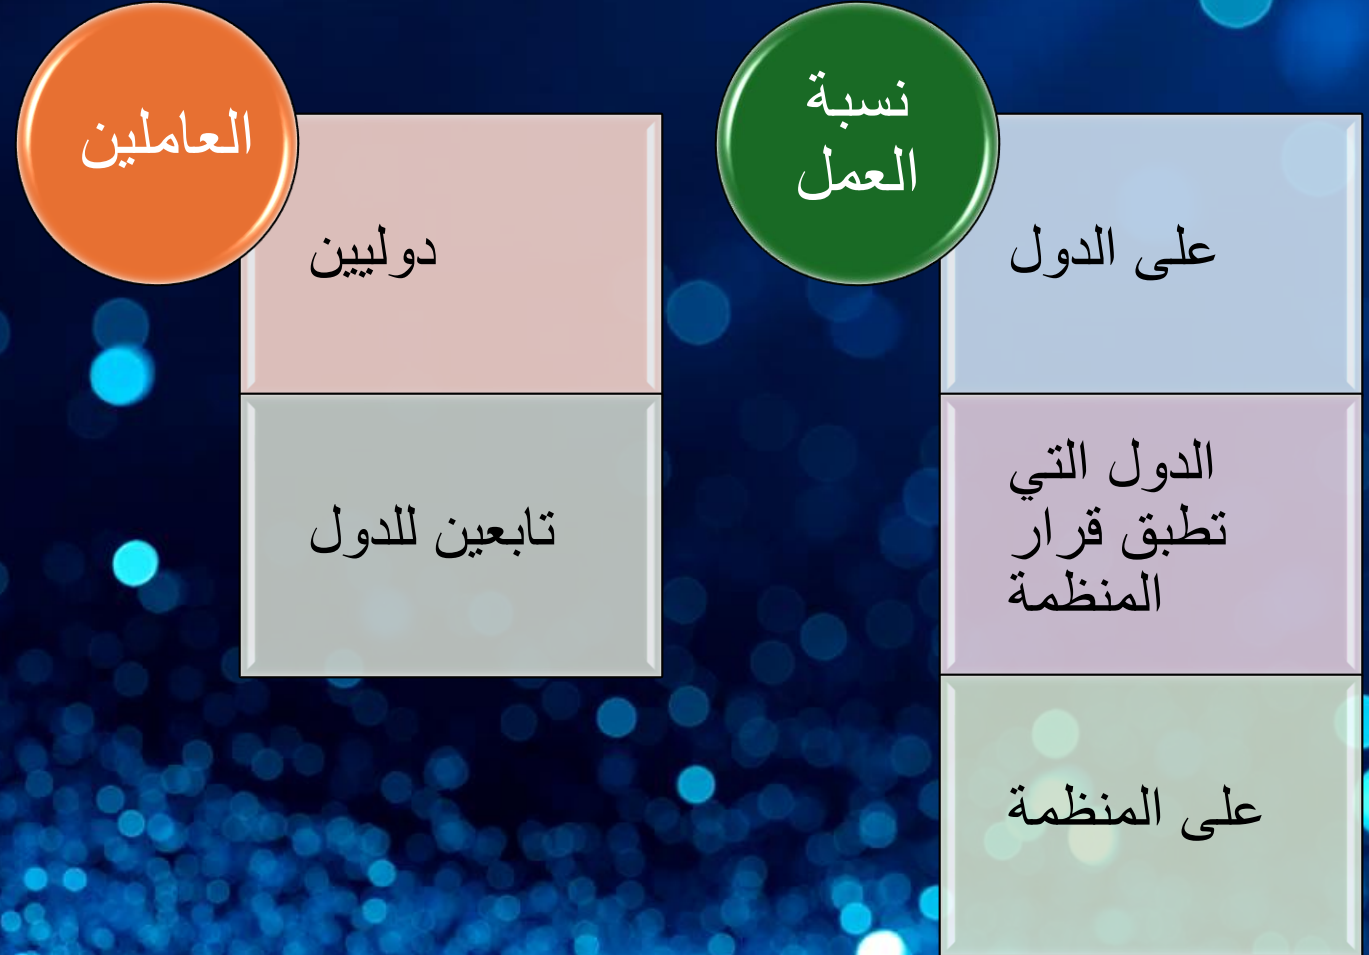 نسبة
العمل
على الدول
الدول التي
تطبق قرار
المنظمة
على المنظمة
العاملين
دوليين
تابعين للدول